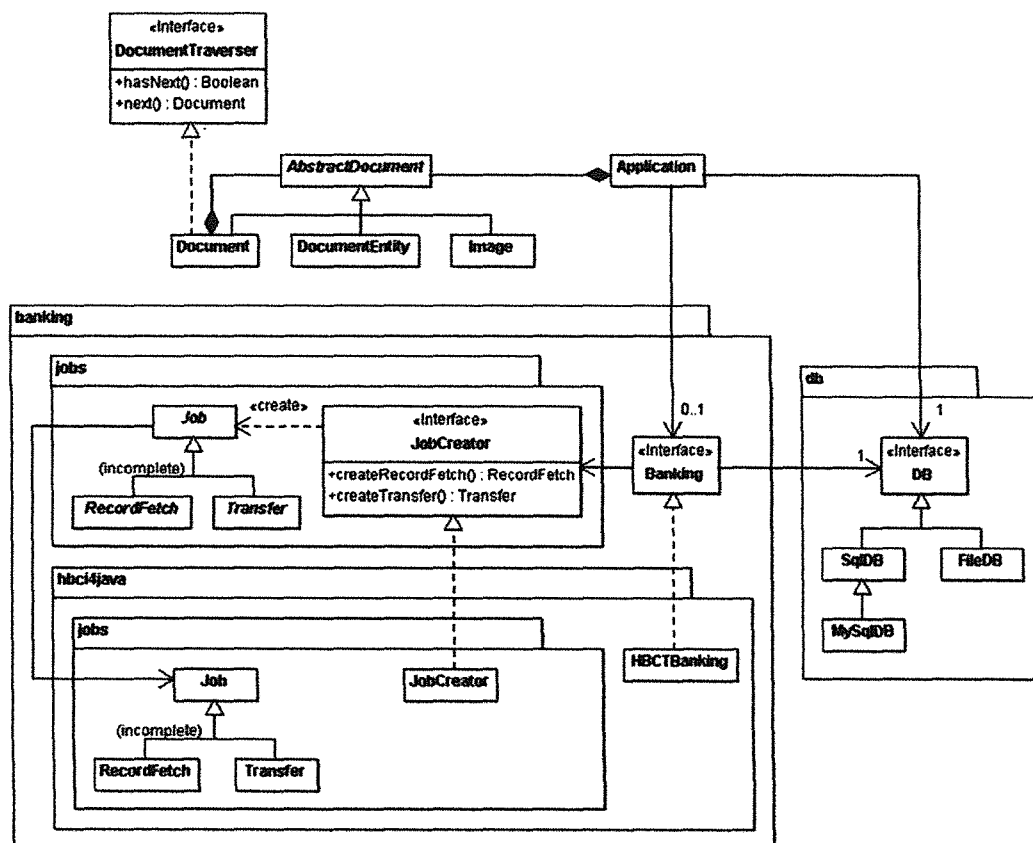 «Interface»
DocumentTraverser
+hasNext() : Boolean
+next() : Document
AbstractDocument
Application
Document
DocumentEntity
Image
banking
jobs
Job
«create»
«Interface»
JobCreator
+createRecordFetch() : RecordFetch
+createTransfer() : Transfer
(incomplete)
RecordFetch
Transfer
0..1
«Interface»
Banking
1
db
1
«Interface»
DB
SqlDB
FileDB
MySqlDB
hbci4java
jobs
Job
JobCreator
HBCTBanking
(incomplete)
RecordFetch
Transfer